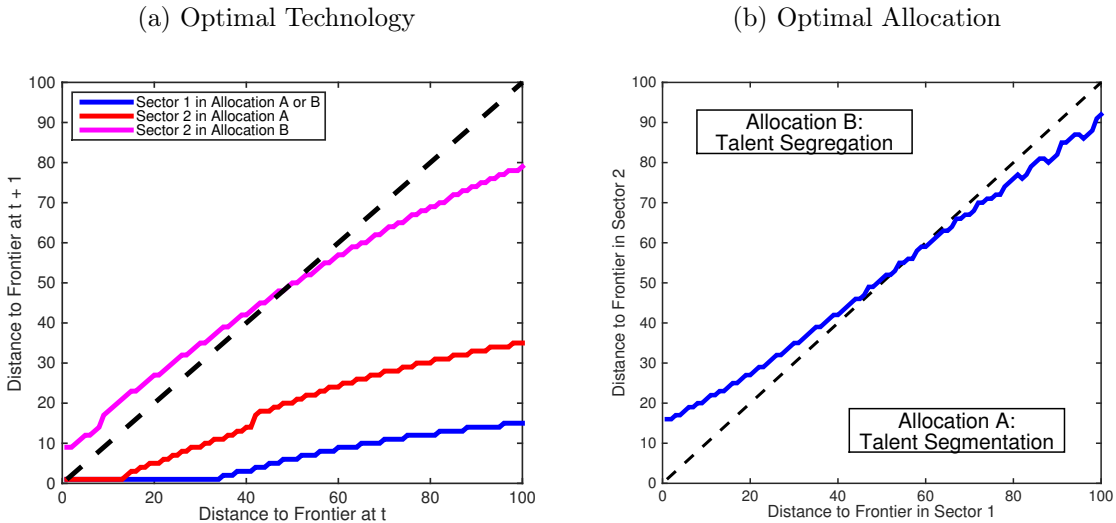 (a) Optimal Technology
100
90
80
70
60
50
40
30
20
10
0
0
20
40
60
80
100
Sector 1 in Allocation A or B
Sector 2 in Allocation A
Sector 2 in Allocation B
Distance to Frontier at t + 1
Distance to Frontier at t
(b) Optimal Allocation
100
90
80
70
60
50
40
30
20
10
0
0
20
40
60
80
100
Allocation B:
Talent Segregation
Allocation A:
Talent Segmentation
Distance to Frontier in Sector 2
Distance to Frontier in Sector 1